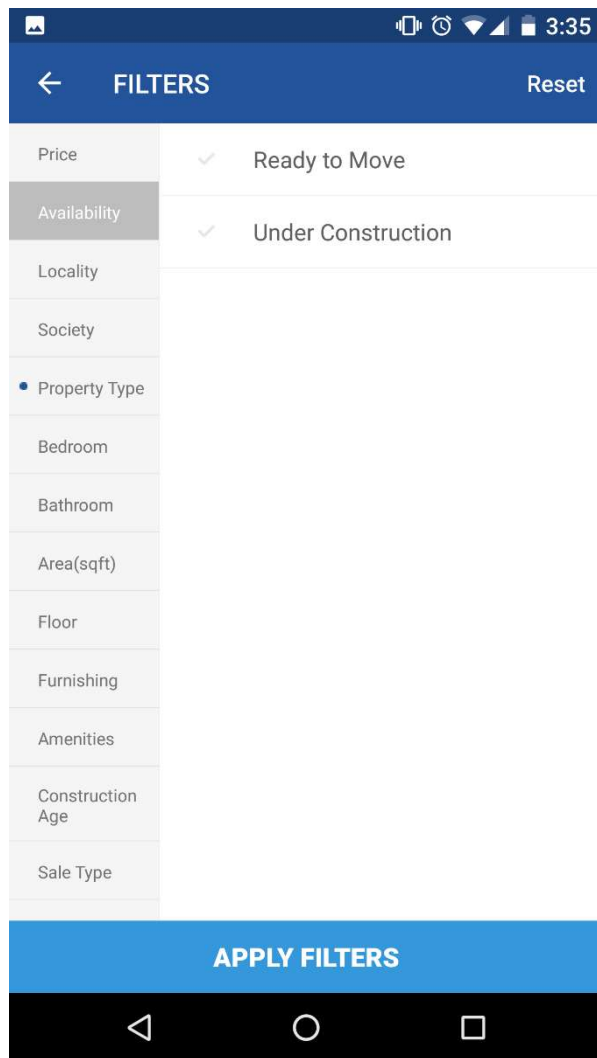 3:35
FILTERS
Reset
Price
Availability
Locality
Society
Property Type
Bedroom
Bathroom
Area(sqft)
Floor
Furnishing
Amenities
Construction
Age
Sale Type
Ready to Move
Under Construction
APPLY FILTERS